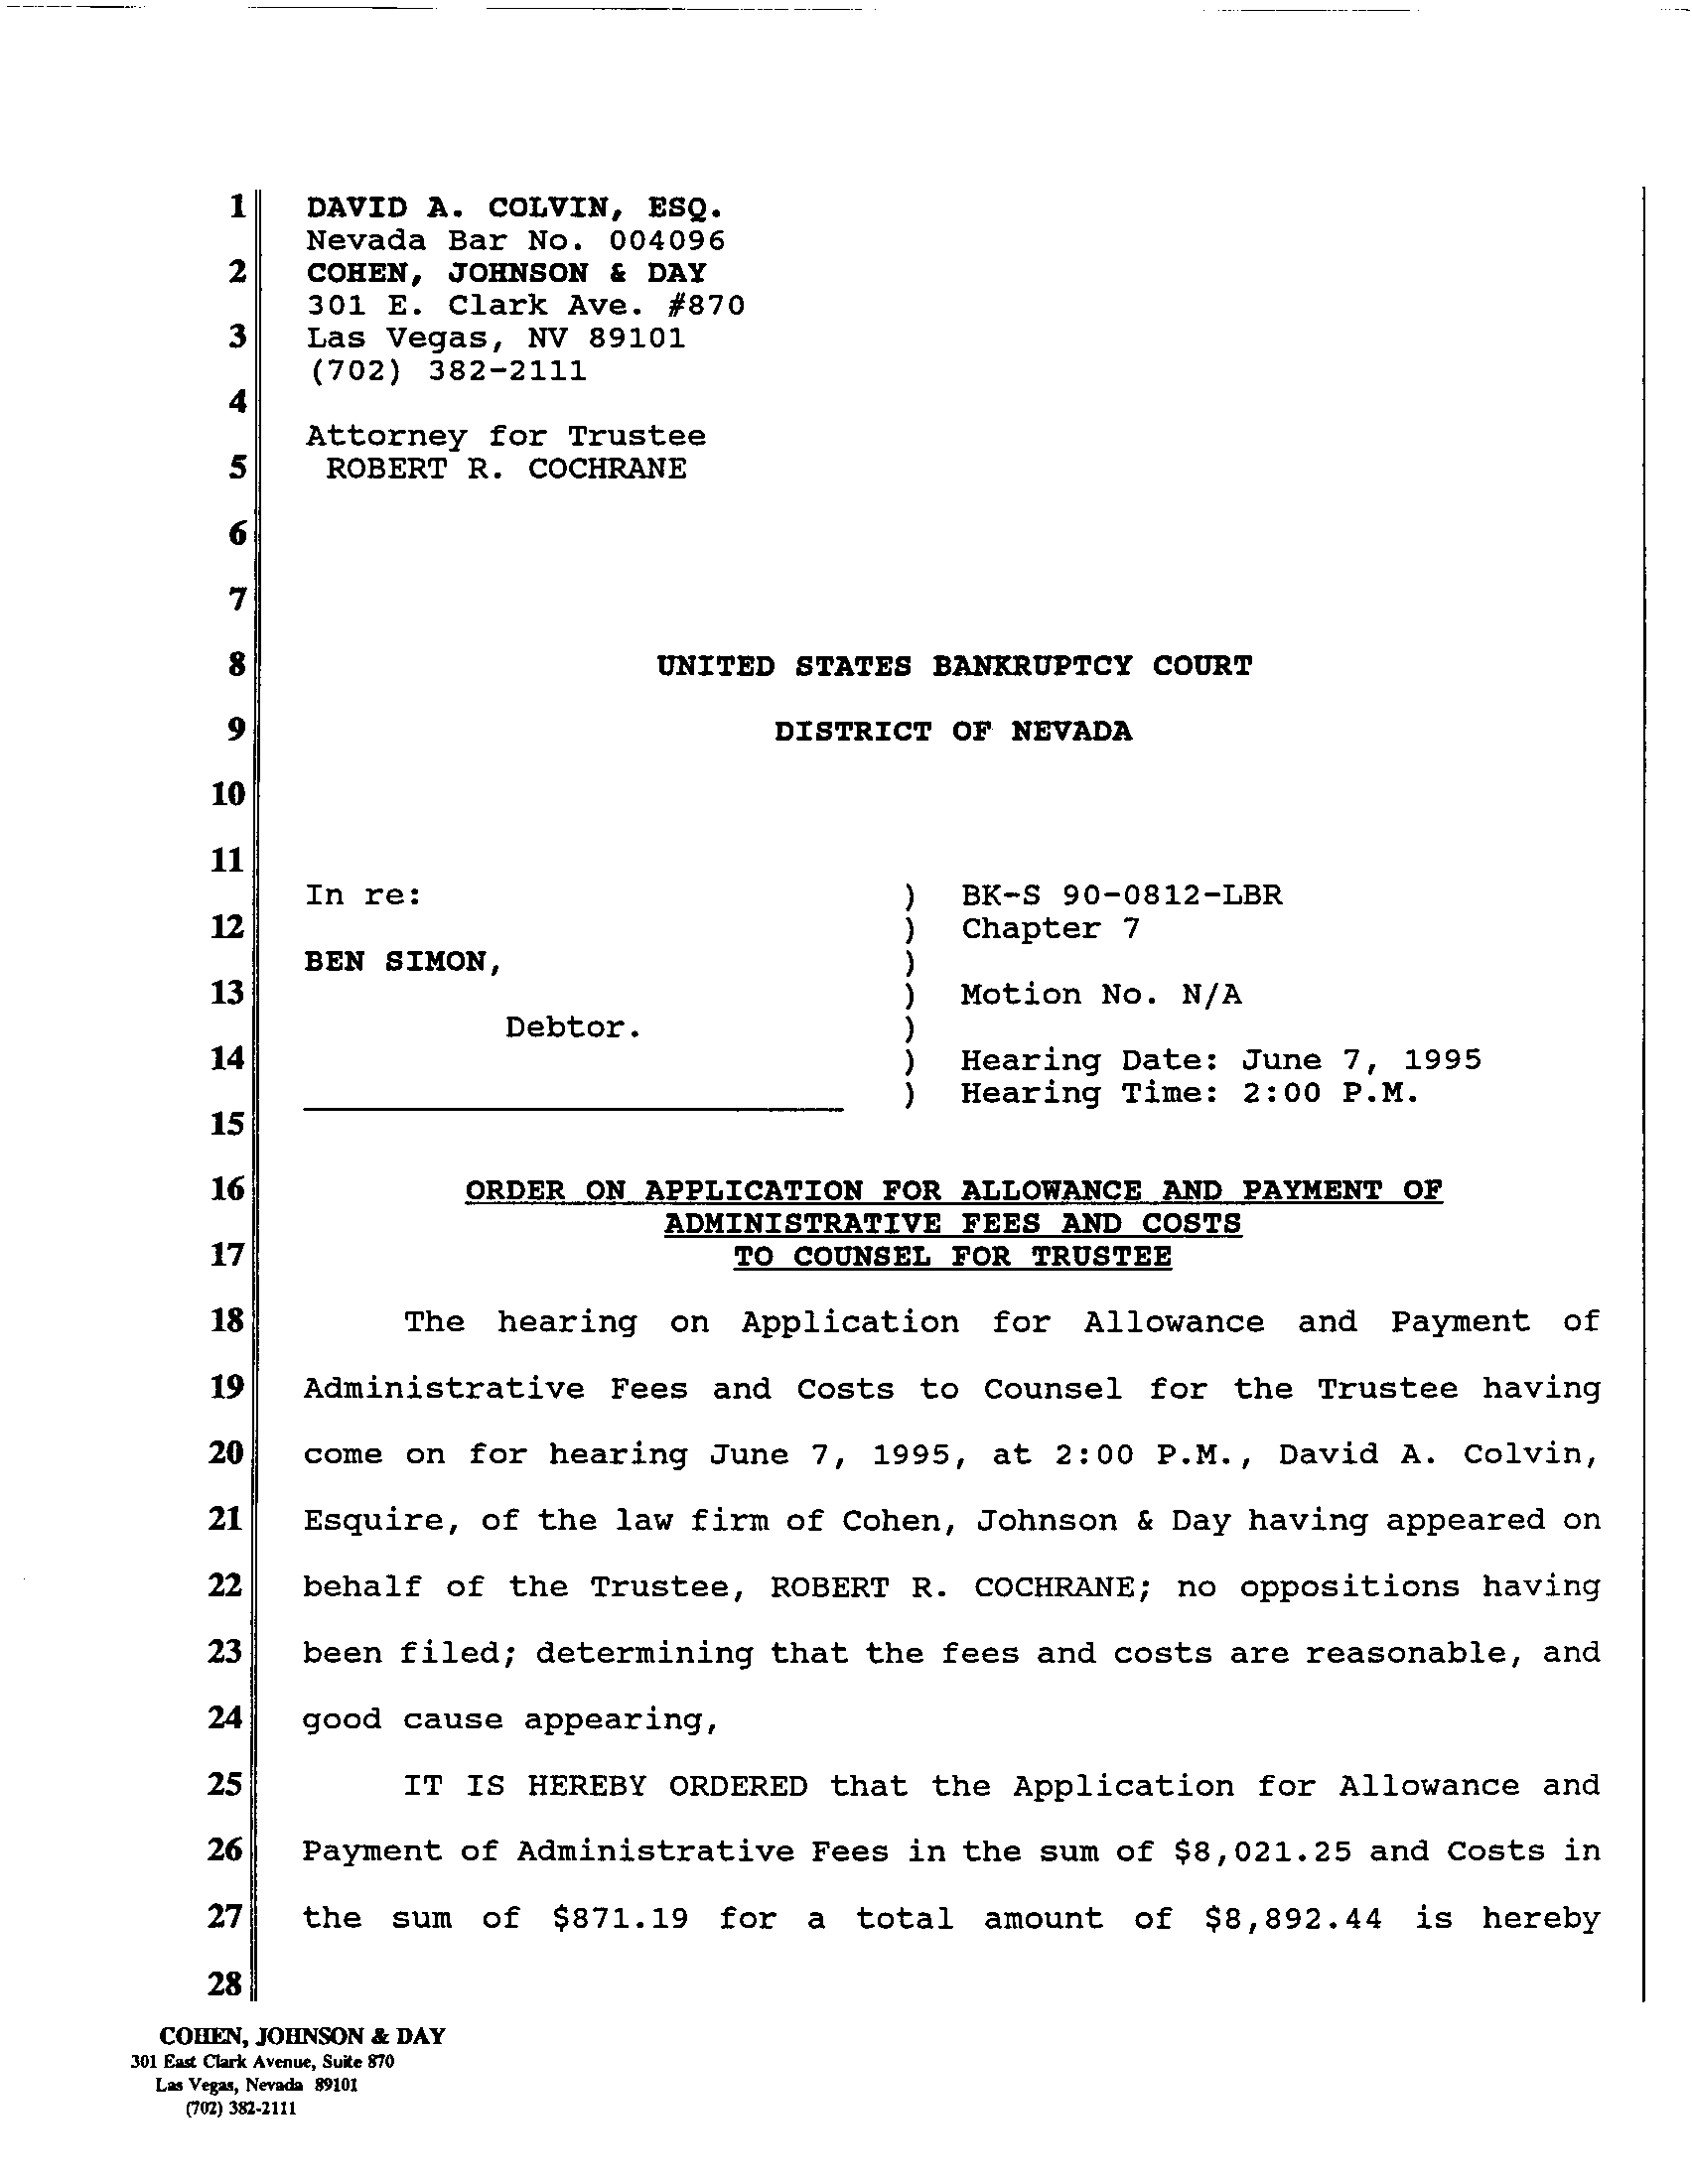 1 DAVID A. COLVIN, ESQ.
Nevada Bar No. 004096
2 COHEN, JOHNSON & DAY
301 E. Clark Ave. #870
3 Las Vegas, NV 89101
(702) 382-2111
4
Attorney for Trustee
5 ROBERT R. COCHRANE
6
7
8 UNITED STATES BANKRUPTCY COURT
9 DISTRICT OF NEVADA
10
11
In re: ) BK-S 90-0812-LBR
12 ) Chapter 7
BEN SIMON, )
13 ) Motion No. N/A
Debtor. )
14 ) Hearing Date: June 7, 1995
) Hearing Time: 2:00 P.M.
15
16 ORDER ON APPLICATION FOR ALLOWANCE AND PAYMENT OF
ADMINISTRATIVE FEES AND COSTS
17 TO COUNSEL FOR TRUSTEE
18 The hearing on Application for Allowance and Payment of
19 Administrative Fees and Costs to Counsel for the Trustee having
20 come on for hearing June 7, 1995, at 2:00 P.M., David A. Colvin,
21 Esquire, of the law firm of Cohen, Johnson & Day having appeared on
22 behalf of the Trustee, ROBERT R. COCHRANE; no oppositions having
23 been filed; determining that the fees and costs are reasonable, and
24 good cause appearing,
25 IT IS HEREBY ORDERED that the Application for Allowance and
26 Payment of Administrative Fees in the sum of $8,021.25 and Costs in
27 the sum of $871.19 for a total amount of $8,892.44 is hereby
28
COHEN, JOHNSON & DAY
301 East Clark Avenue, Suite 870
Las Vegas, Nevada 89101
(702) 382-2111